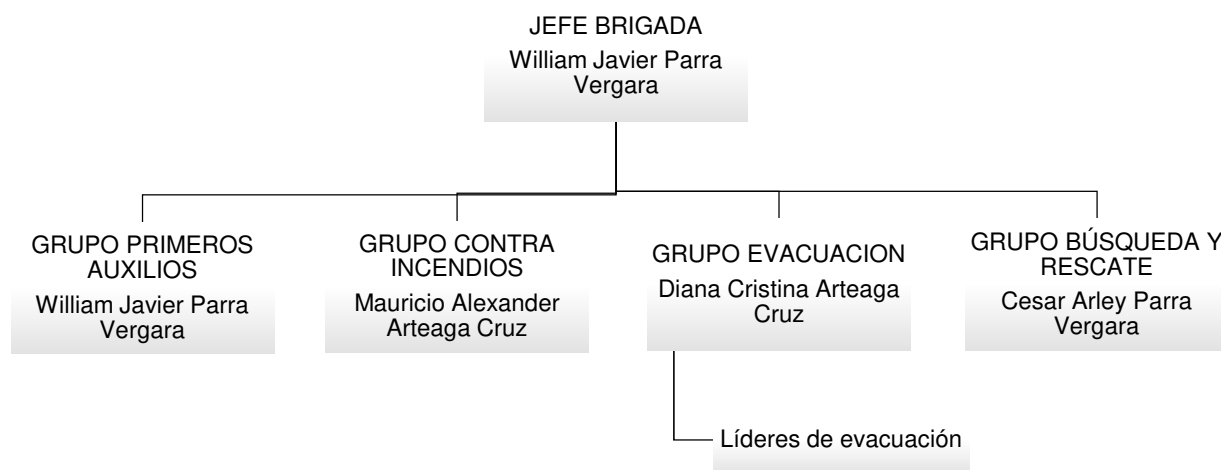 JEFE BRIGADA
William Javier Parra
Vergara
GRUPO PRIMEROS
AUXILIOS
William Javier Parra
Vergara
GRUPO CONTRA
INCENDIOS
Mauricio Alexander
Arteaga Cruz
GRUPO EVACUACION
Diana Cristina Arteaga
Cruz
GRUPO BÚSQUEDA Y
RESCATE
Cesar Arley Parra
Vergara
Líderes de evacuación